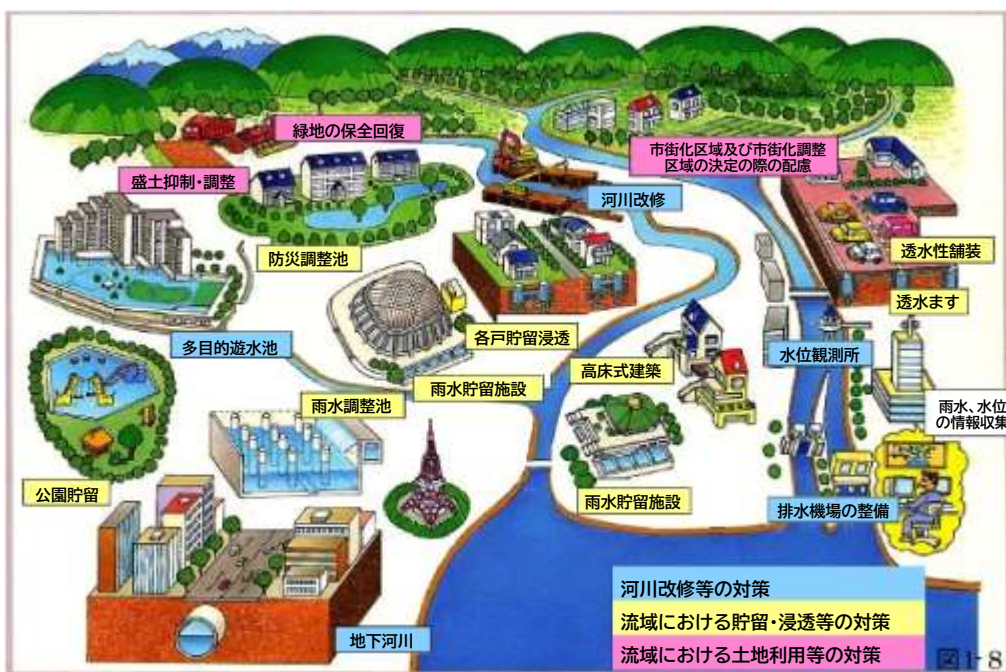 緑地の保全回復
盛土抑制・調整
市街化区域及び市街化調整
区域の決定の際の配慮
河川改修
防災調整池
透水性舗装
透水ます
多目的遊水池
各戸貯留浸透
高床式建築
水位観測所
雨水貯留施設
雨水調整池
雨水、水位
の情報収集
公園貯留
雨水貯留施設
排水機場の整備
地下河川
河川改修等の対策
流域における貯留・浸透等の対策
流域における土地利用等の対策
図1-8